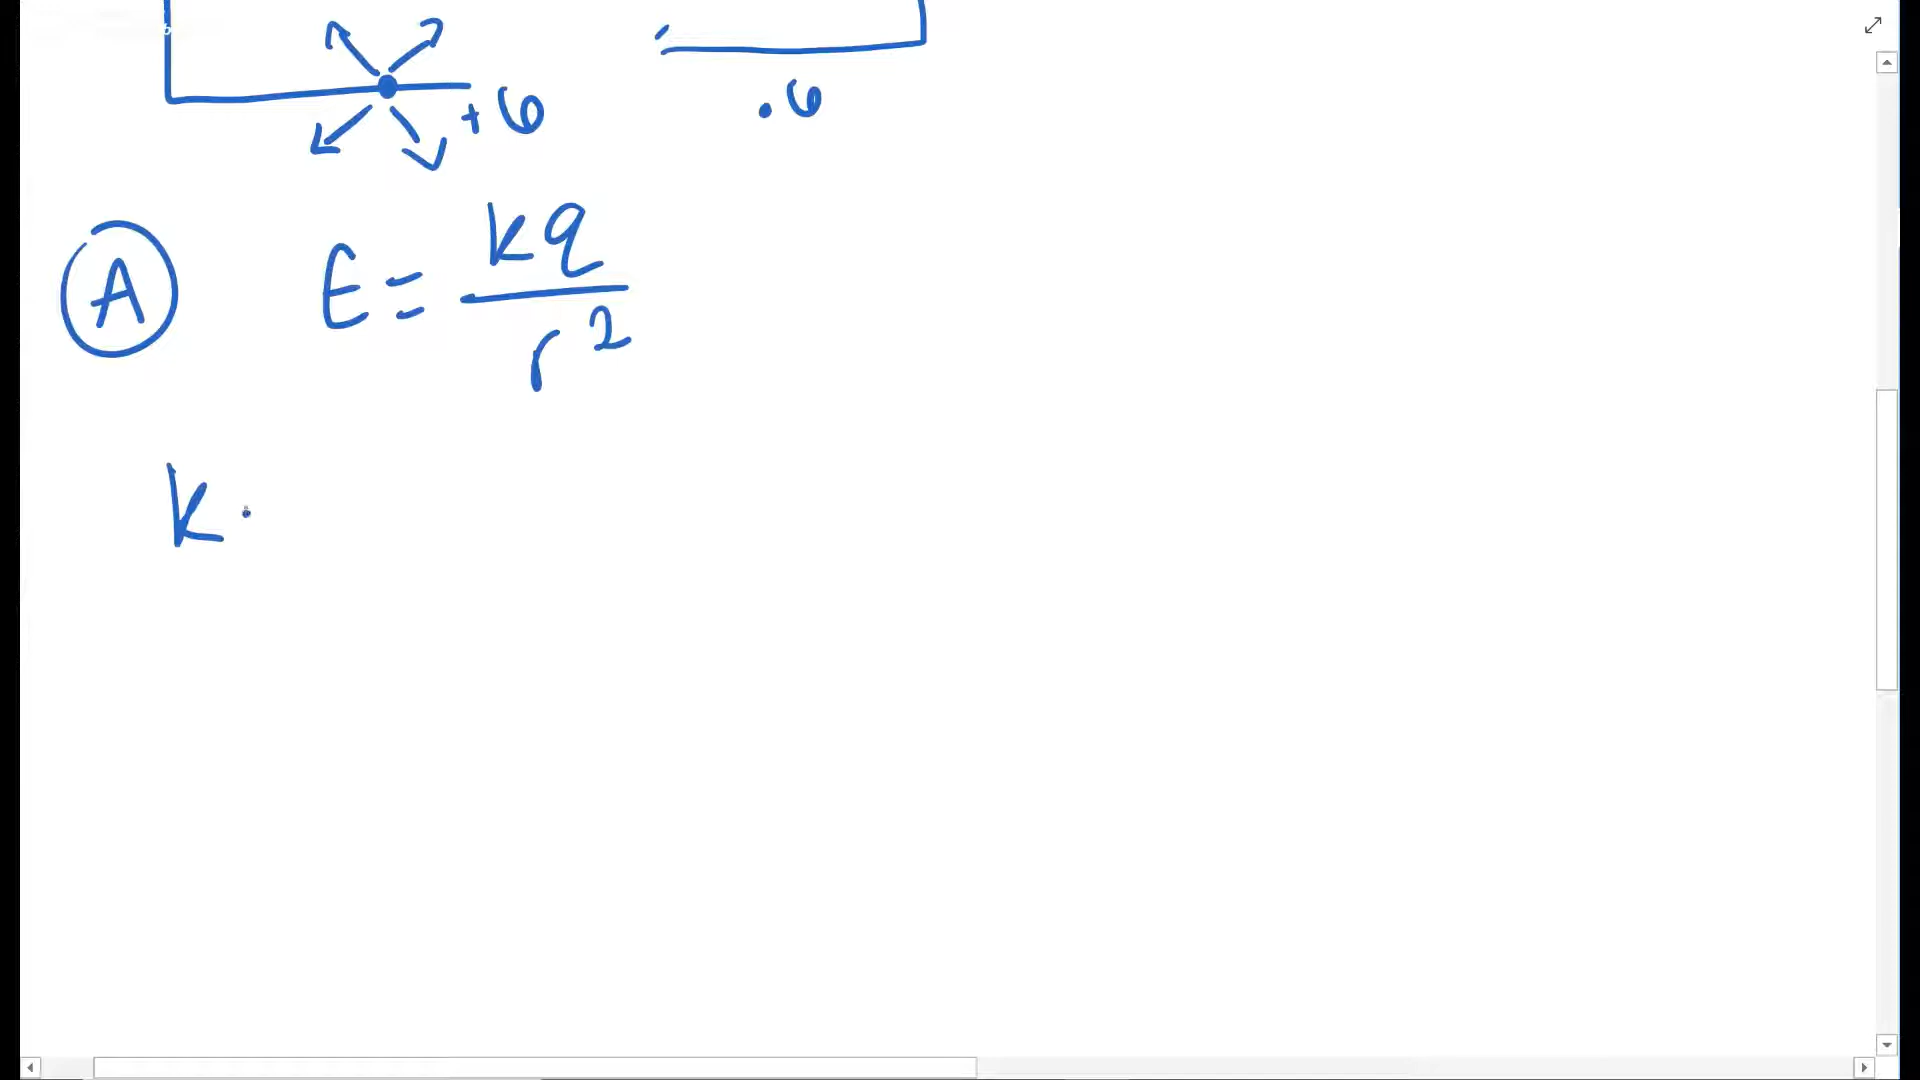 +6
.6
A
E = kq / r²
k